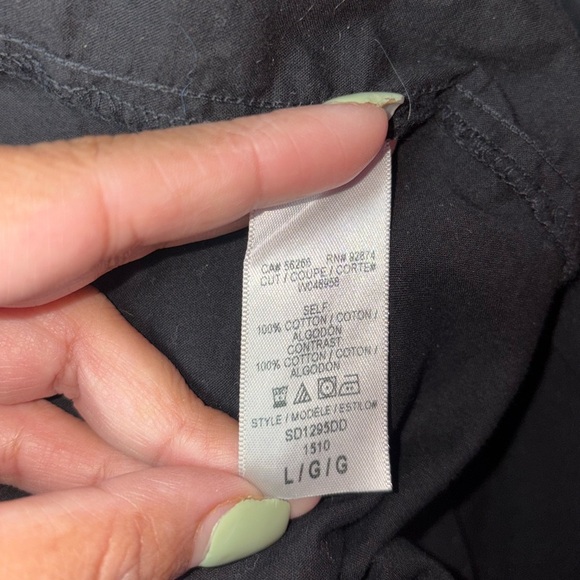 CA# 56266 RN# 92874
CUT / COUPE / CORTE#
W046958
SELF
100% COTTON / COTON /
ALGODON
CONTRAST
100% COTTON / COTON /
ALGODON
STYLE / MODÈLE / ESTILO#
SD1295DD
1510
L / G / G